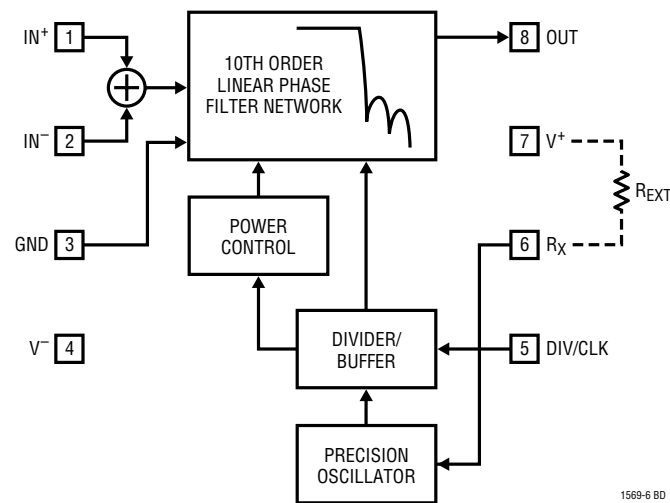 IN+ 1
10TH ORDER
LINEAR PHASE
FILTER NETWORK
8 OUT
IN− 2
7 V+
REXT
GND 3
POWER
CONTROL
6 RX
V− 4
DIVIDER/
BUFFER
5 DIV/CLK
PRECISION
OSCILLATOR
1569-6 BD